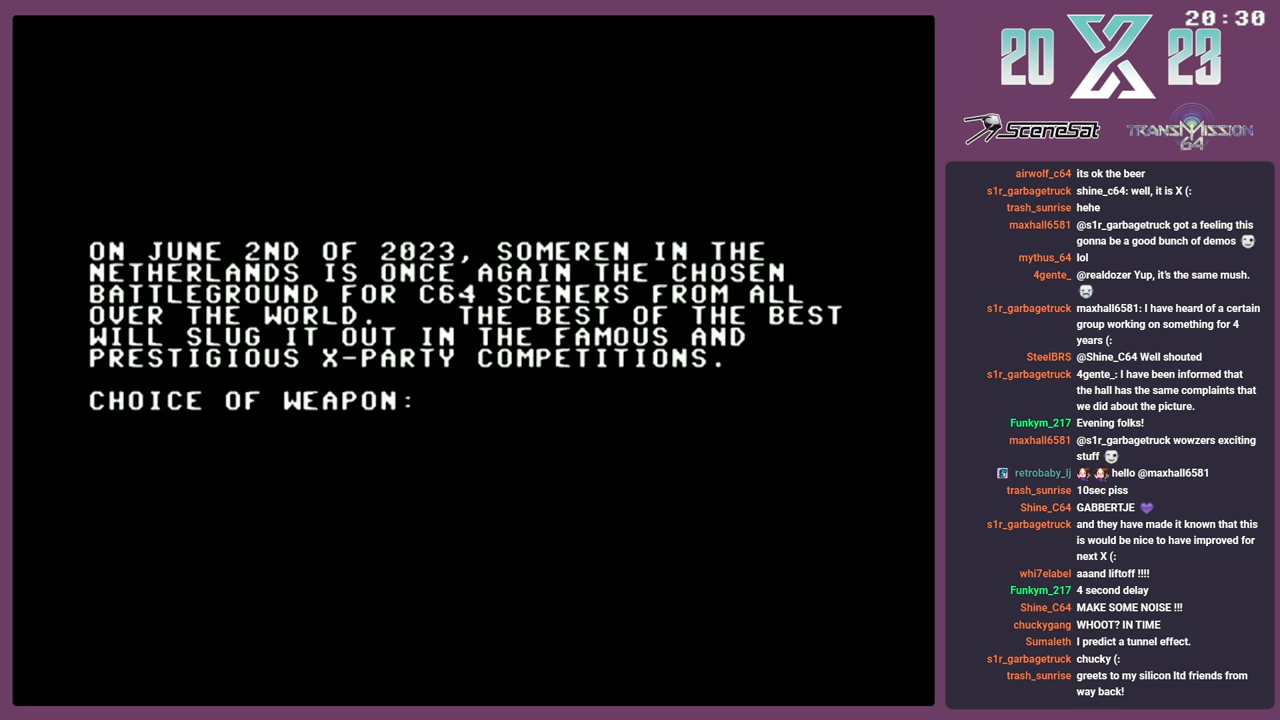 20:30
20 X 23
SCENESAT
TRANSMISSION
64
ON JUNE 2ND OF 2023, SOMEREN IN THE
NETHERLANDS IS ONCE AGAIN THE CHOSEN
BATTLEGROUND FOR C64 SCENERS FROM ALL
OVER THE WORLD.    THE BEST OF THE BEST
WILL SLUG IT OUT IN THE FAMOUS AND
PRESTIGIOUS X-PARTY COMPETITIONS.
CHOICE OF WEAPON:
airwolf_c64 its ok the beer
s1r_garbagetruck shine_c64: well, it is X (:
trash_sunrise hehe
maxhall6581 @s1r_garbagetruck got a feeling this
gonna be a good bunch of demos
mythus_64 lol
4gente_ @realdozer Yup, it's the same mush.
s1r_garbagetruck maxhall6581: I have heard of a certain
group working on something for 4
years (:
SteelBRS @Shine_C64 Well shouted
s1r_garbagetruck 4gente_: I have been informed that
the hall has the same complaints that
we did about the picture.
Funkym_217 Evening folks!
maxhall6581 @s1r_garbagetruck wowzers exciting
stuff
retrobaby_lj hello @maxhall6581
trash_sunrise 10sec piss
Shine_C64 GABBERTJE
s1r_garbagetruck and they have made it known that this
is would be nice to have improved for
next X (:
whi7elabel aaand liftoff !!!!
Funkym_217 4 second delay
Shine_C64 MAKE SOME NOISE !!!
chuckygang WHOOT? IN TIME
Sumaleth I predict a tunnel effect.
s1r_garbagetruck chucky (:
trash_sunrise greets to my silicon ltd friends from
way back!